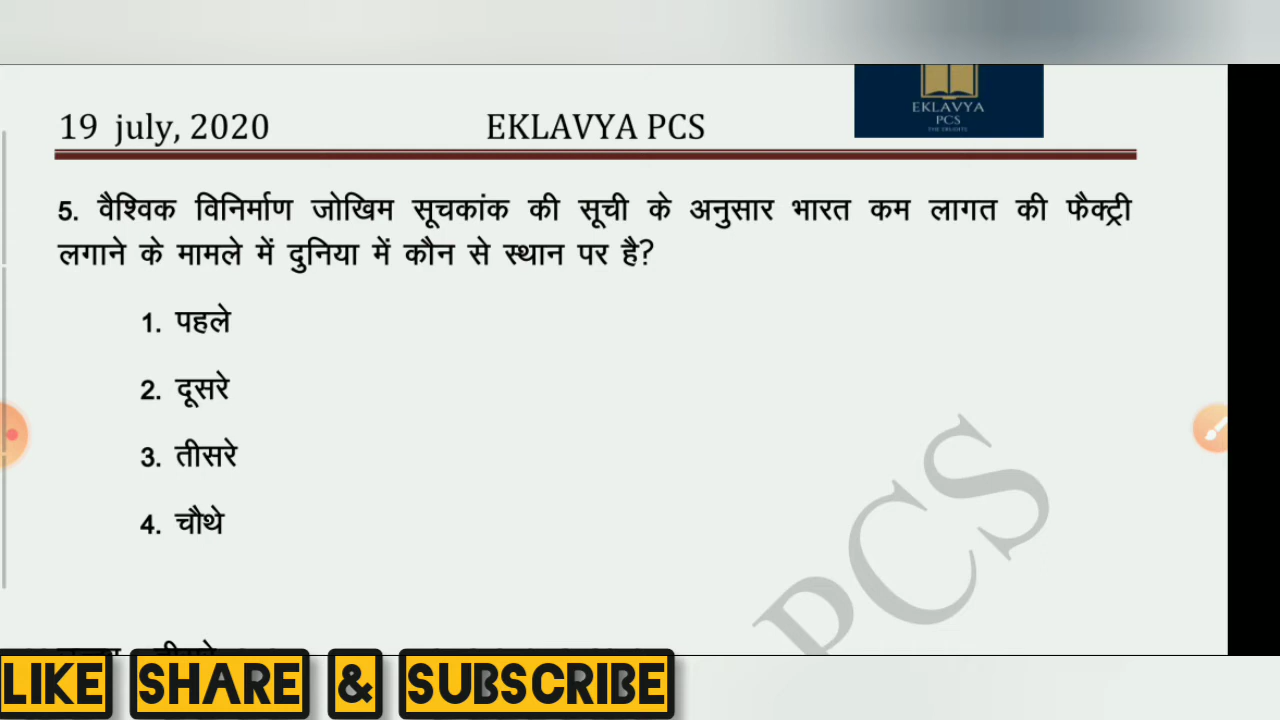 EKLAVYA
PCS
19 july, 2020 EKLAVYA PCS
5. वैश्विक विनिर्माण जोखिम सूचकांक की सूची के अनुसार भारत कम लागत की फैक्ट्री
लगाने के मामले में दुनिया में कौन से स्थान पर है?
1. पहले
2. दूसरे
3. तीसरे
4. चौथे
PCS
LIKE SHARE & SUBSCRIBE